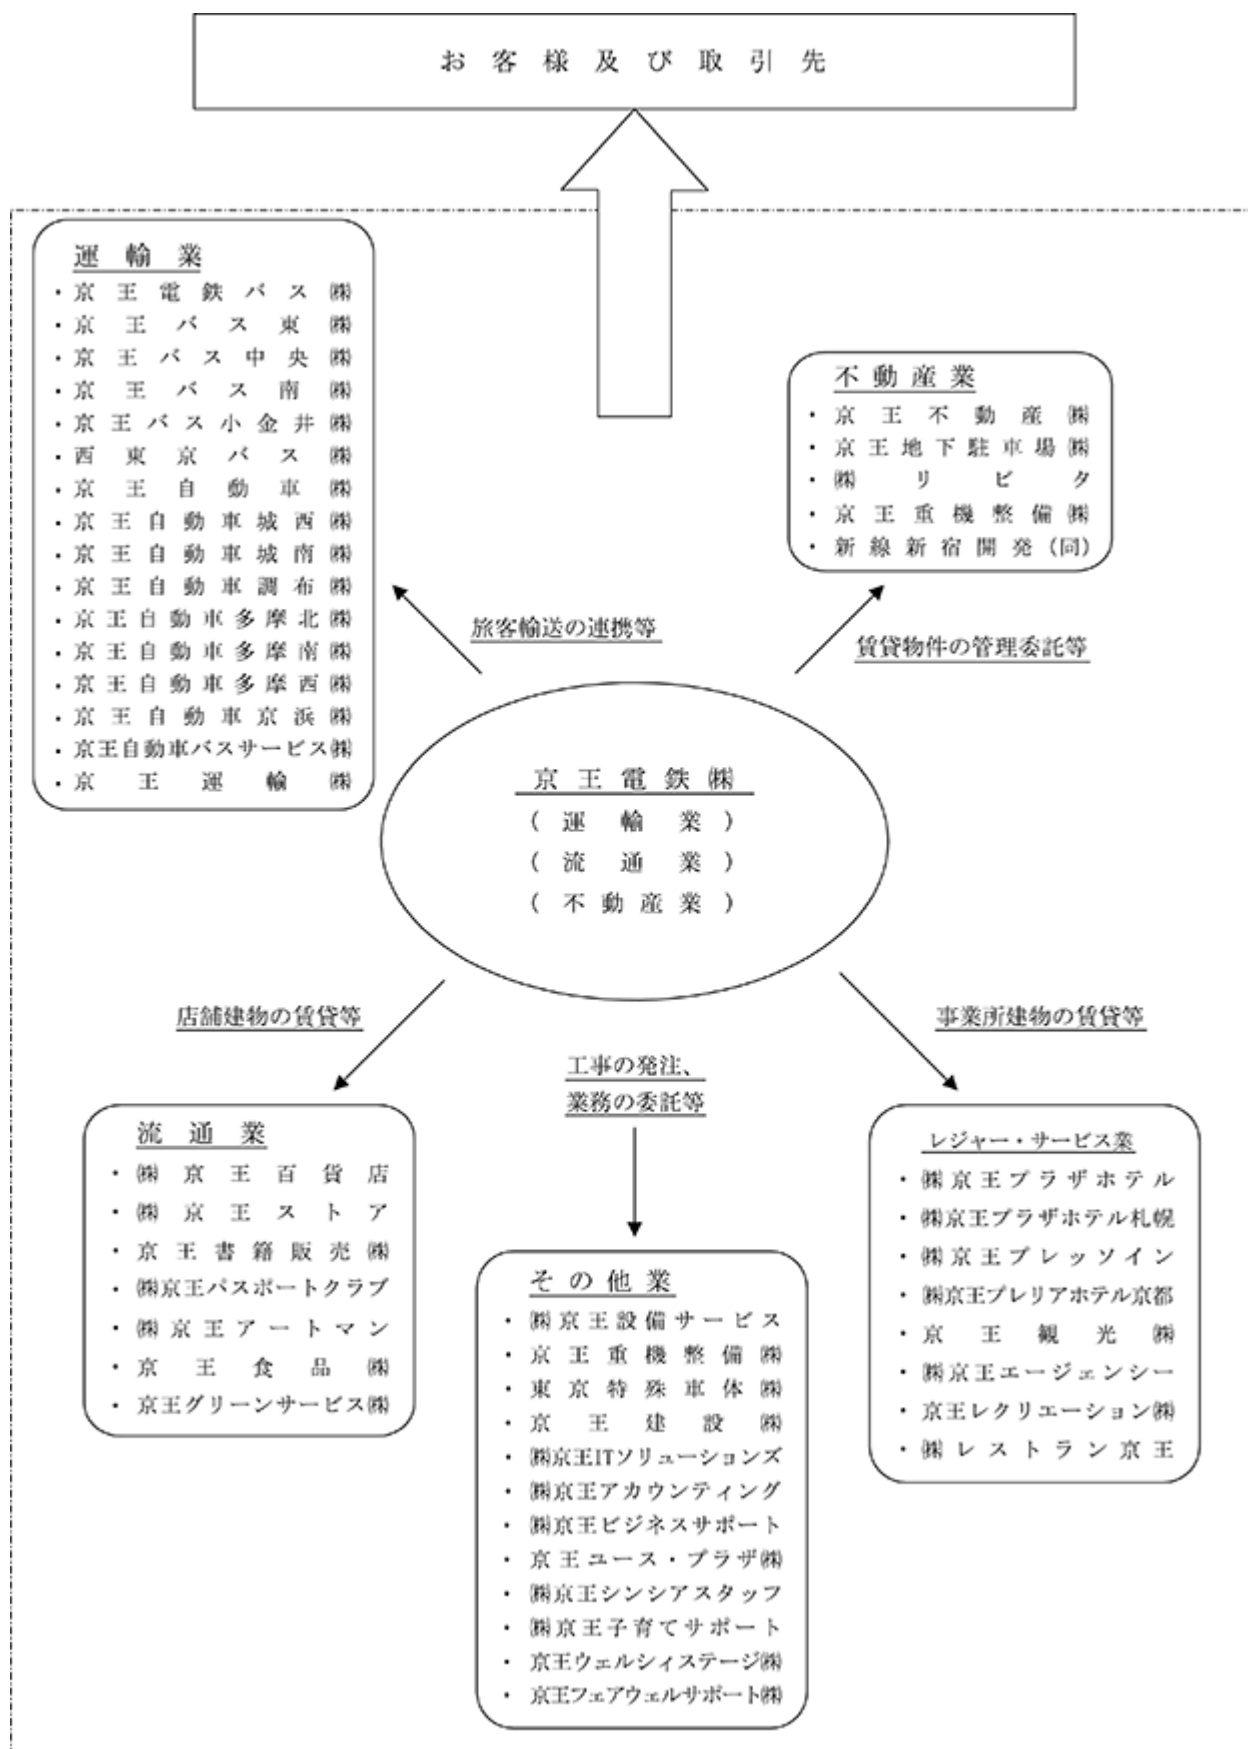 お客様及び取引先
運輸業
・京王電鉄バス㈱
・京王バス東㈱
・京王バス中央㈱
・京王バス南㈱
・京王バス小金井㈱
・西東京バス㈱
・京王自動車㈱
・京王自動車城西㈱
・京王自動車城南㈱
・京王自動車調布㈱
・京王自動車多摩北㈱
・京王自動車多摩南㈱
・京王自動車多摩西㈱
・京王自動車京浜㈱
・京王自動車バスサービス㈱
・京王運輸㈱
不動産業
・京王不動産㈱
・京王地下駐車場㈱
・㈱リビタ
・京王重機整備㈱
・新線新宿開発(同)
旅客輸送の連携等
賃貸物件の管理委託等
京王電鉄㈱
(運輸業)
(流通業)
(不動産業)
店舗建物の賃貸等
工事の発注、
業務の委託等
事業所建物の賃貸等
流通業
・㈱京王百貨店
・㈱京王ストア
・京王書籍販売㈱
・㈱京王パスポートクラブ
・㈱京王アートマン
・京王食品㈱
・京王グリーンサービス㈱
その他業
・㈱京王設備サービス
・京王重機整備㈱
・東京特殊車体㈱
・京王建設㈱
・㈱京王ITソリューションズ
・㈱京王アカウンティング
・㈱京王ビジネスサポート
・京王ユース・プラザ㈱
・㈱京王シンシアスタッフ
・㈱京王子育てサポート
・京王ウェルシィステージ㈱
・京王フェアウェルサポート㈱
レジャー・サービス業
・㈱京王プラザホテル
・㈱京王プラザホテル札幌
・㈱京王プレッソイン
・㈱京王プレリアホテル京都
・京王観光㈱
・㈱京王エージェンシー
・京王レクリエーション㈱
・㈱レストラン京王